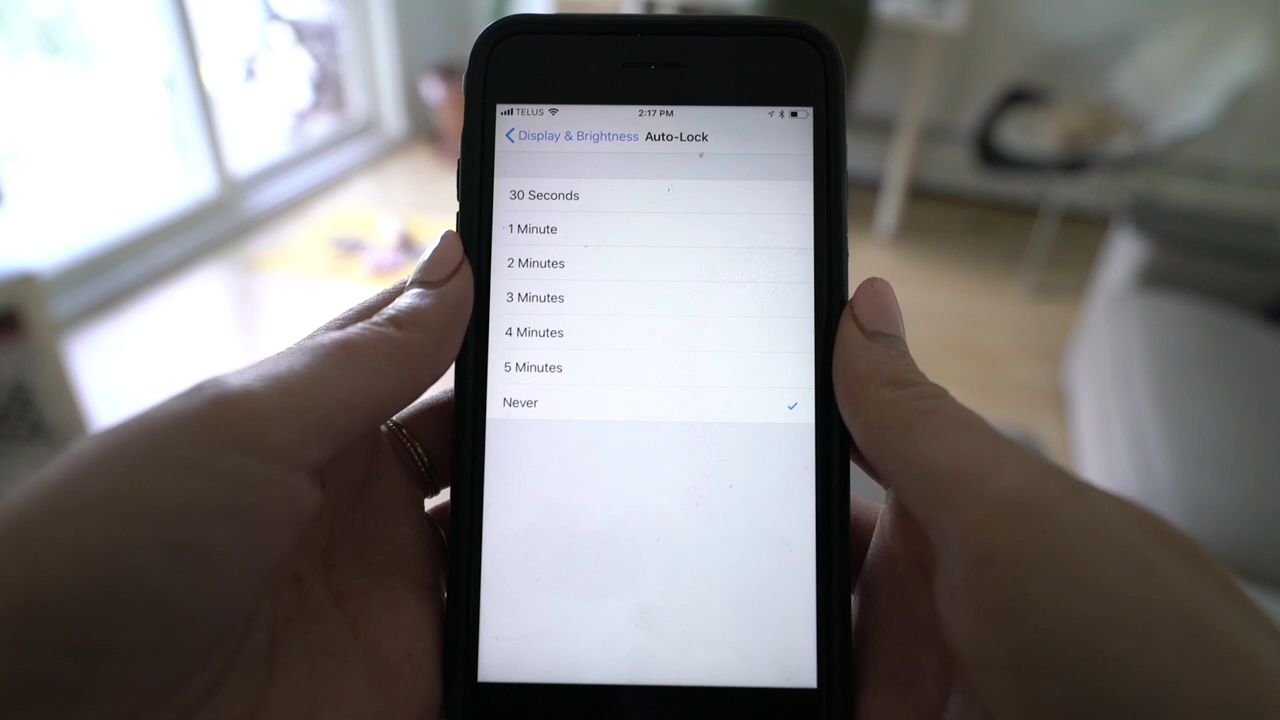 TELUS 2:17 PM
Display & Brightness Auto-Lock
30 Seconds
1 Minute
2 Minutes
3 Minutes
4 Minutes
5 Minutes
Never